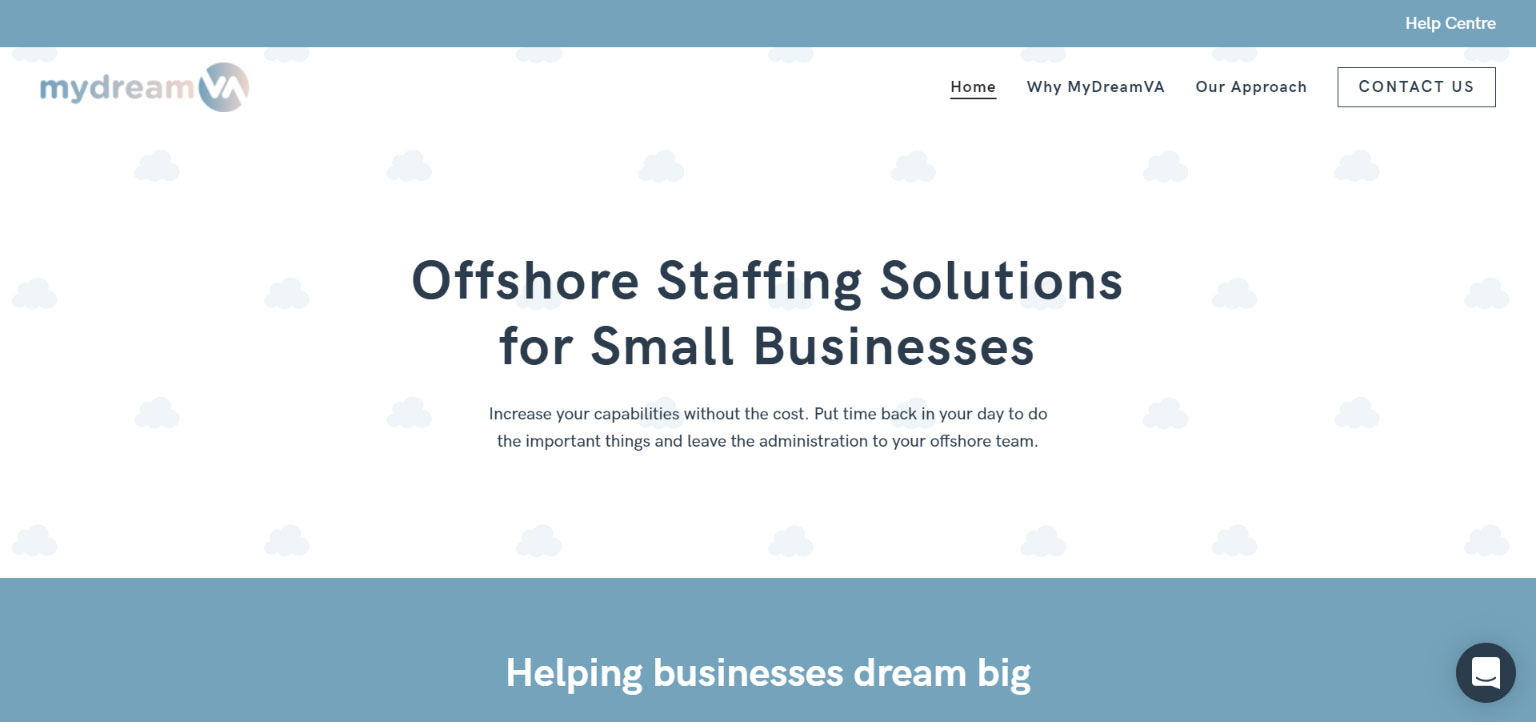 Help Centre
mydreamVA
Home Why MyDreamVA Our Approach CONTACT US
Offshore Staffing Solutions
for Small Businesses
Increase your capabilities without the cost. Put time back in your day to do
the important things and leave the administration to your offshore team.
Helping businesses dream big